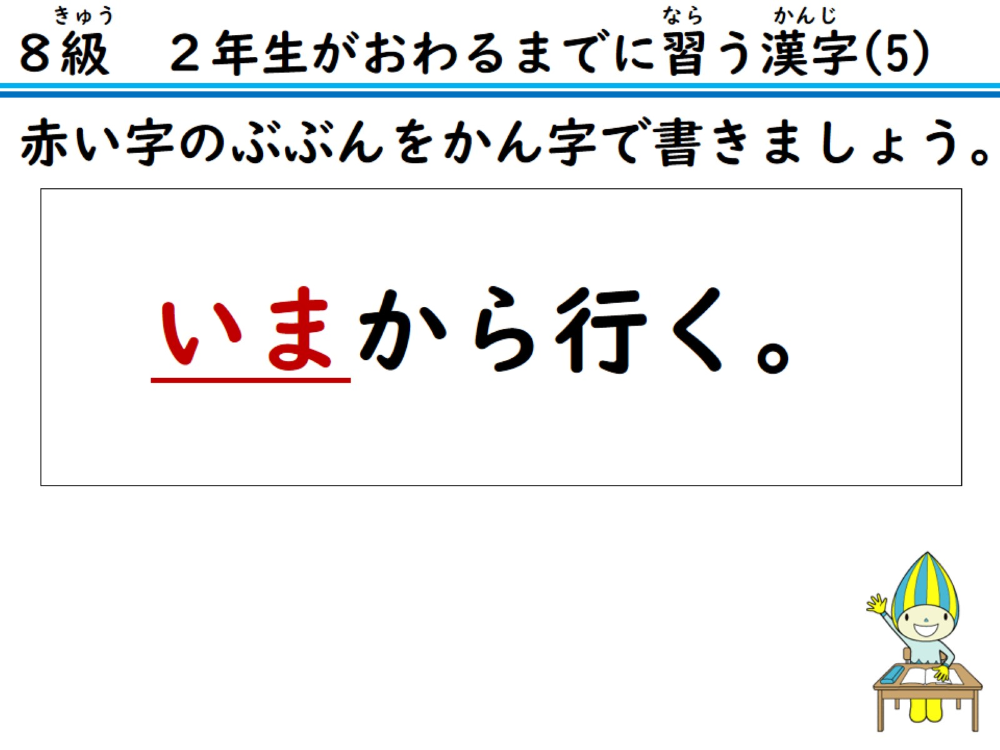 きゅう なら かんじ
８級　２年生がおわるまでに習う漢字(5)
赤い字のぶぶんをかん字で書きましょう。
いまから行く。